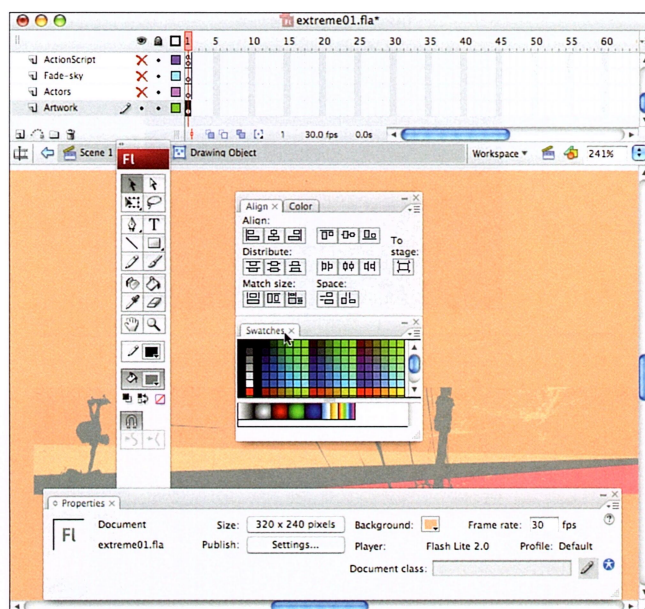 extreme01.fla*
1 5 10 15 20 25 30 35 40 45 50 55 60
ActionScript
Fade-sky
Actors
Artwork
1 30.0 fps 0.0s
Scene 1
Drawing Object
Workspace
241%
Fl
T
Align × Color
Align:
To stage:
Distribute:
Match size: Space:
Swatches ×
Properties ×
Fl
Document
Size: 320 x 240 pixels
Background:
Frame rate: 30 fps
extreme01.fla
Publish: Settings...
Player: Flash Lite 2.0
Profile: Default
Document class: